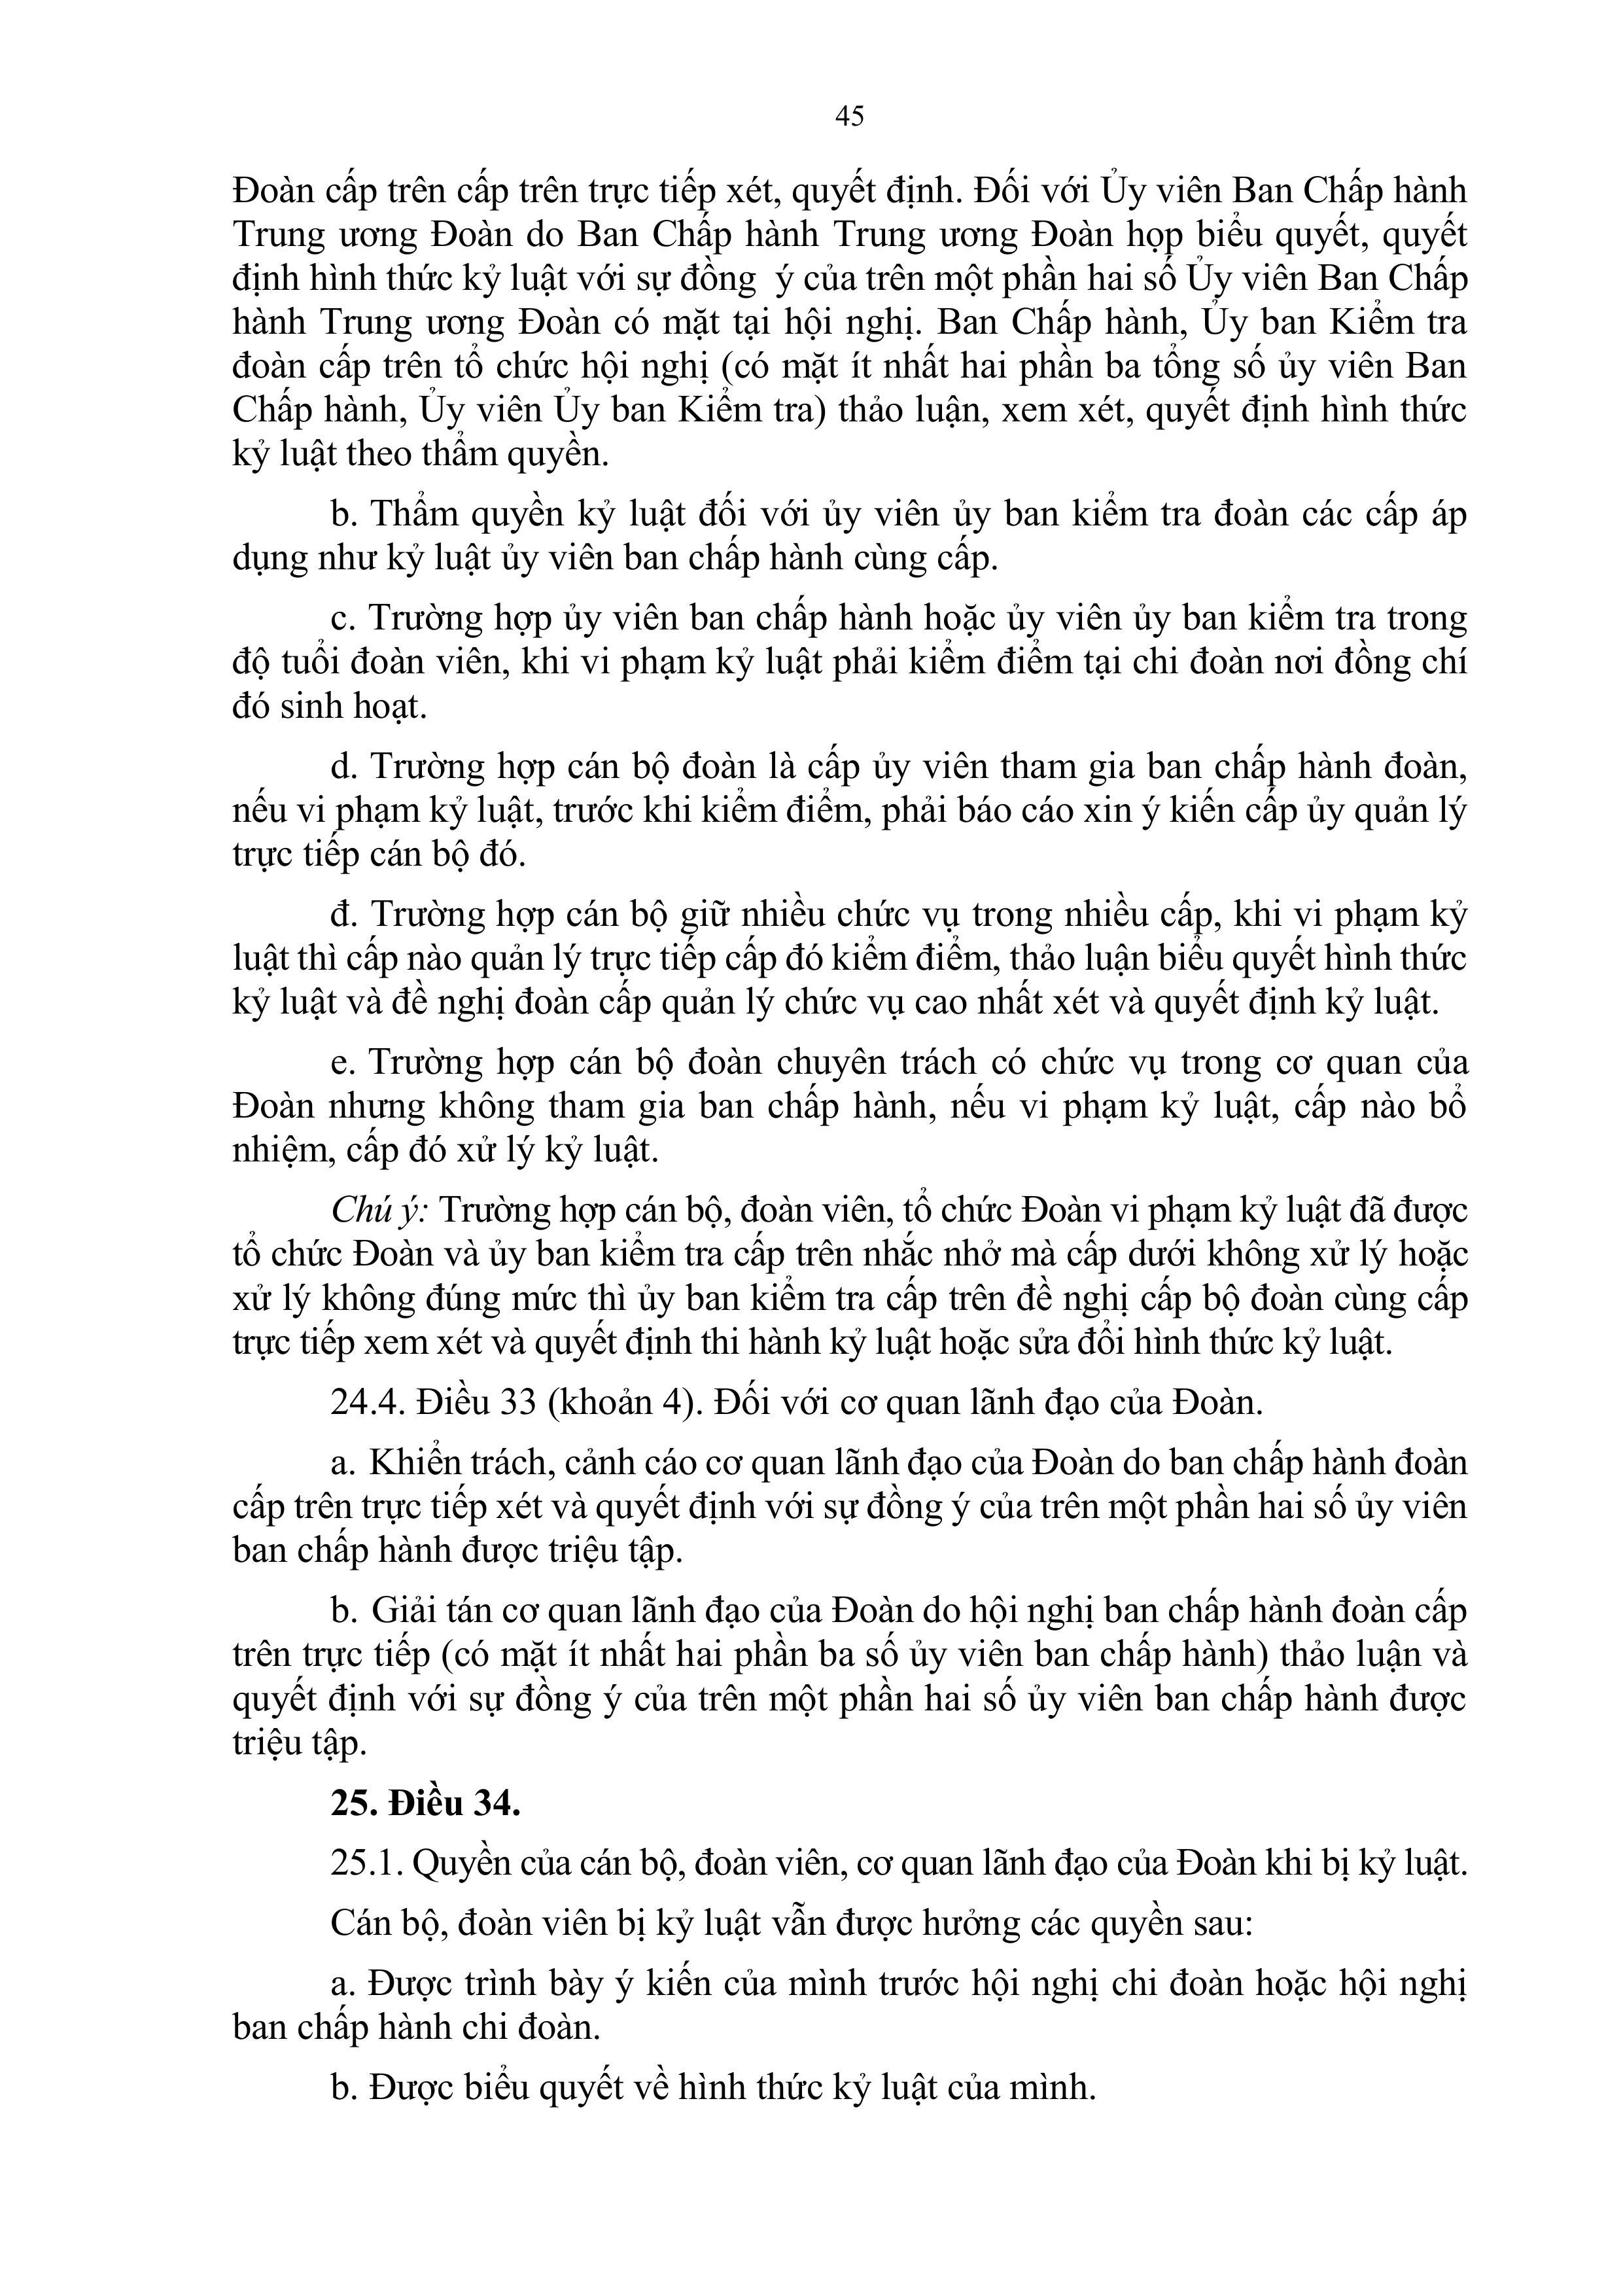 45
Đoàn cấp trên cấp trên trực tiếp xét, quyết định. Đối với Ủy viên Ban Chấp hành
Trung ương Đoàn do Ban Chấp hành Trung ương Đoàn họp biểu quyết, quyết
định hình thức kỷ luật với sự đồng  ý của trên một phần hai số Ủy viên Ban Chấp
hành Trung ương Đoàn có mặt tại hội nghị. Ban Chấp hành, Ủy ban Kiểm tra
đoàn cấp trên tổ chức hội nghị (có mặt ít nhất hai phần ba tổng số ủy viên Ban
Chấp hành, Ủy viên Ủy ban Kiểm tra) thảo luận, xem xét, quyết định hình thức
kỷ luật theo thẩm quyền.
b. Thẩm quyền kỷ luật đối với ủy viên ủy ban kiểm tra đoàn các cấp áp
dụng như kỷ luật ủy viên ban chấp hành cùng cấp.
c. Trường hợp ủy viên ban chấp hành hoặc ủy viên ủy ban kiểm tra trong
độ tuổi đoàn viên, khi vi phạm kỷ luật phải kiểm điểm tại chi đoàn nơi đồng chí
đó sinh hoạt.
d. Trường hợp cán bộ đoàn là cấp ủy viên tham gia ban chấp hành đoàn,
nếu vi phạm kỷ luật, trước khi kiểm điểm, phải báo cáo xin ý kiến cấp ủy quản lý
trực tiếp cán bộ đó.
đ. Trường hợp cán bộ giữ nhiều chức vụ trong nhiều cấp, khi vi phạm kỷ
luật thì cấp nào quản lý trực tiếp cấp đó kiểm điểm, thảo luận biểu quyết hình thức
kỷ luật và đề nghị đoàn cấp quản lý chức vụ cao nhất xét và quyết định kỷ luật.
e. Trường hợp cán bộ đoàn chuyên trách có chức vụ trong cơ quan của
Đoàn nhưng không tham gia ban chấp hành, nếu vi phạm kỷ luật, cấp nào bổ
nhiệm, cấp đó xử lý kỷ luật.
Chú ý: Trường hợp cán bộ, đoàn viên, tổ chức Đoàn vi phạm kỷ luật đã được
tổ chức Đoàn và ủy ban kiểm tra cấp trên nhắc nhở mà cấp dưới không xử lý hoặc
xử lý không đúng mức thì ủy ban kiểm tra cấp trên đề nghị cấp bộ đoàn cùng cấp
trực tiếp xem xét và quyết định thi hành kỷ luật hoặc sửa đổi hình thức kỷ luật.
24.4. Điều 33 (khoản 4). Đối với cơ quan lãnh đạo của Đoàn.
a. Khiển trách, cảnh cáo cơ quan lãnh đạo của Đoàn do ban chấp hành đoàn
cấp trên trực tiếp xét và quyết định với sự đồng ý của trên một phần hai số ủy viên
ban chấp hành được triệu tập.
b. Giải tán cơ quan lãnh đạo của Đoàn do hội nghị ban chấp hành đoàn cấp
trên trực tiếp (có mặt ít nhất hai phần ba số ủy viên ban chấp hành) thảo luận và
quyết định với sự đồng ý của trên một phần hai số ủy viên ban chấp hành được
triệu tập.
25. Điều 34.
25.1. Quyền của cán bộ, đoàn viên, cơ quan lãnh đạo của Đoàn khi bị kỷ luật.
Cán bộ, đoàn viên bị kỷ luật vẫn được hưởng các quyền sau:
a. Được trình bày ý kiến của mình trước hội nghị chi đoàn hoặc hội nghị
ban chấp hành chi đoàn.
b. Được biểu quyết về hình thức kỷ luật của mình.